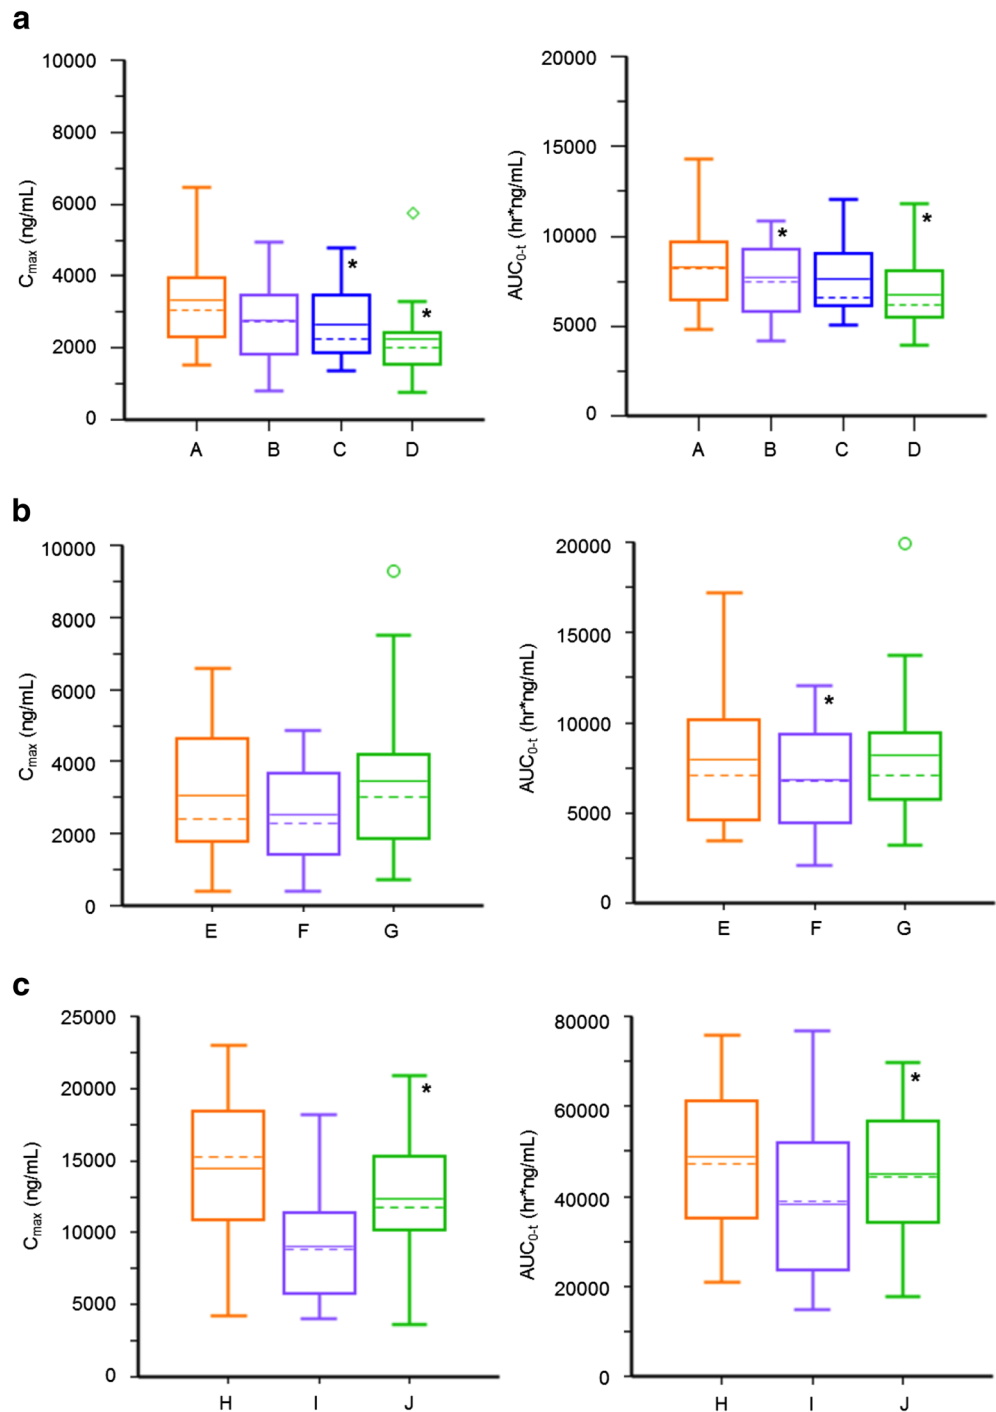 a
10000
8000
6000
4000
2000
0
Cmax (ng/mL)
*
*
A B C D
20000
15000
10000
5000
0
AUC0-t (hr*ng/mL)
*
*
A B C D
b
10000
8000
6000
4000
2000
0
Cmax (ng/mL)
E F G
20000
15000
10000
5000
0
AUC0-t (hr*ng/mL)
*
E F G
c
25000
20000
15000
10000
5000
0
Cmax (ng/mL)
*
H I J
80000
60000
40000
20000
0
AUC0-t (hr*ng/mL)
*
H I J